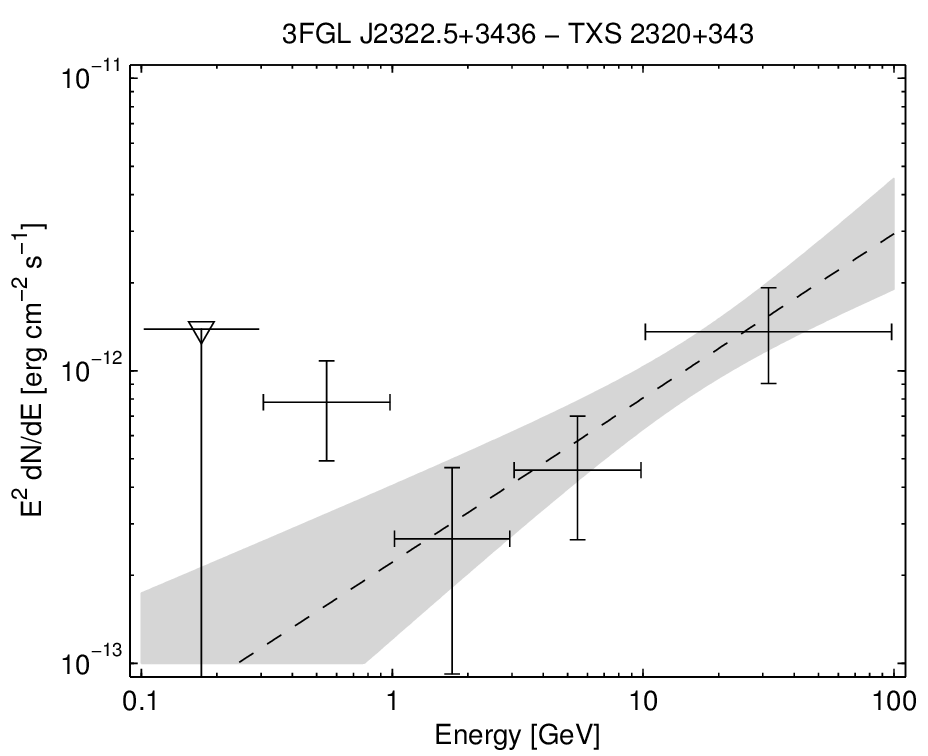 3FGL J2322.5+3436 − TXS 2320+343
10⁻¹¹
10⁻¹²
10⁻¹³
E² dN/dE [erg cm⁻² s⁻¹]
0.1 1 10 100
Energy [GeV]